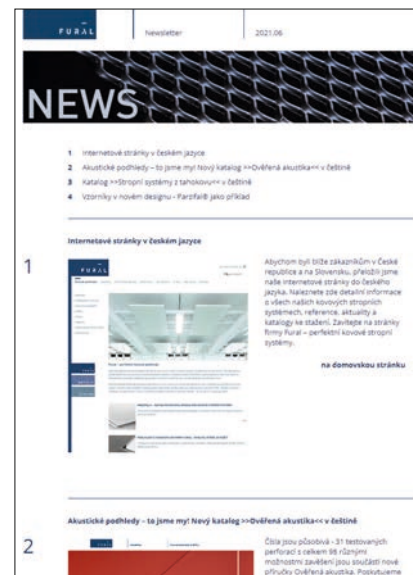 FURAL
Newsletter
2021.06
NEWS
1 Internetové stránky v českém jazyce
2 Akustické podhledy – to jsme my! Nový katalog >>Ověřená akustika<< v češtině
3 Katalog >>Stropní systémy z tahokovu<< v češtině
4 Vzorníky v novém designu - Parzifal® jako příklad
Internetové stránky v českém jazyce
1
FURAL
Abychom byli blíže zákazníkům v České
republice a na Slovensku, přeložili jsme
naše internetové stránky do českého
jazyka. Naleznete zde detailní informace
o všech našich kovových stropních
systémech, reference, aktuality a
katalogy ke stažení. Zavítejte na stránky
firmy Fural – perfektní kovové stropní
systémy.
na domovskou stránku
Akustické podhledy – to jsme my! Nový katalog >>Ověřená akustika<< v češtině
2
Čísla jsou působivá - 31 testovaných
perforací s celkem 96 různými
možnostmi zavěšení jsou součástí nové
příručky Ověřená akustika. Poskytujeme